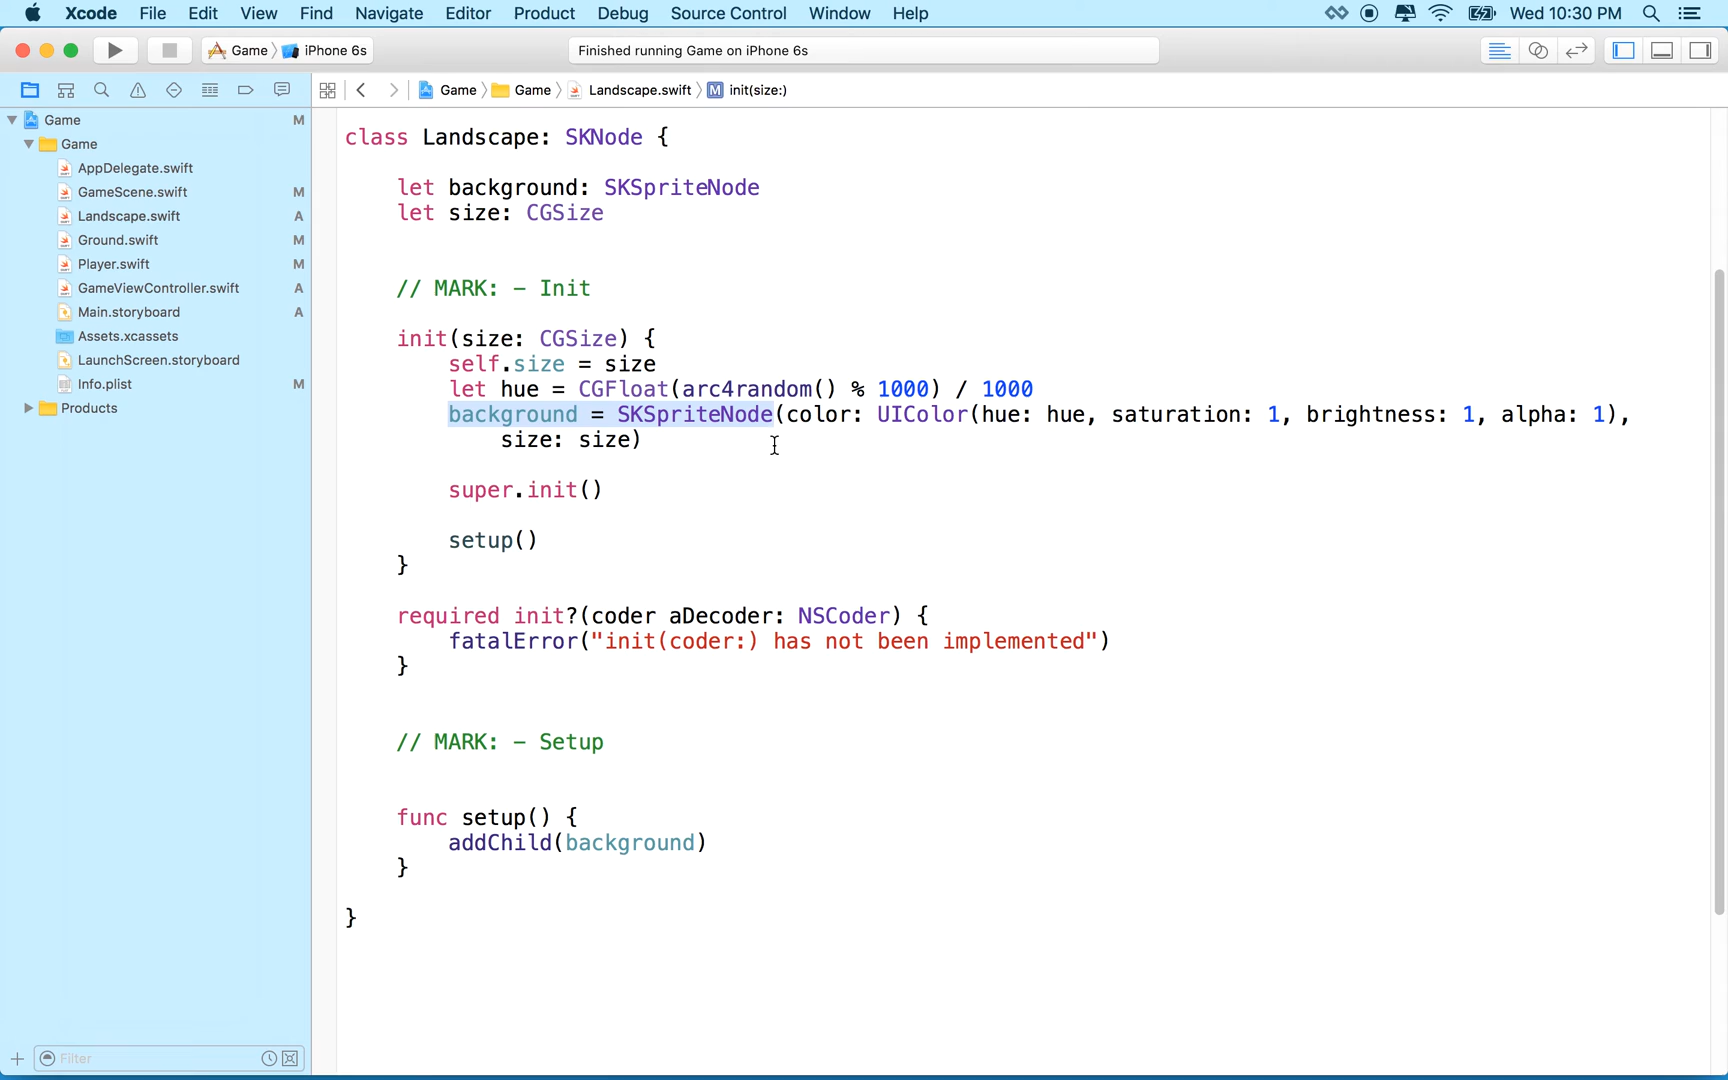 Xcode File Edit View Find Navigate Editor Product Debug Source Control Window Help Wed 10:30 PM
Game iPhone 6s Finished running Game on iPhone 6s
Game Game Landscape.swift M init(size:)
Game M
Game
AppDelegate.swift
GameScene.swift M
Landscape.swift A
Ground.swift M
Player.swift M
GameViewController.swift A
Main.storyboard A
Assets.xcassets
LaunchScreen.storyboard
Info.plist M
Products
Filter
class Landscape: SKNode {
let background: SKSpriteNode
let size: CGSize
// MARK: - Init
init(size: CGSize) {
self.size = size
let hue = CGFloat(arc4random() % 1000) / 1000
background = SKSpriteNode(color: UIColor(hue: hue, saturation: 1, brightness: 1, alpha: 1),
size: size)
super.init()
setup()
}
required init?(coder aDecoder: NSCoder) {
fatalError("init(coder:) has not been implemented")
}
// MARK: - Setup
func setup() {
addChild(background)
}
}